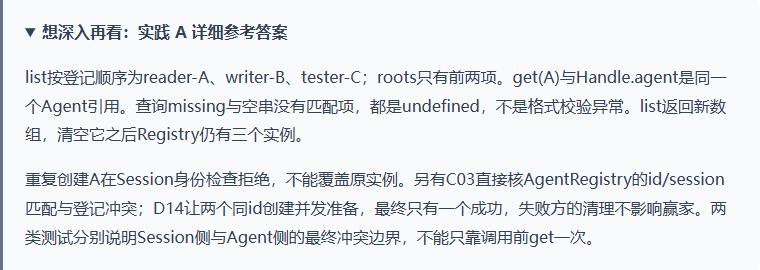 ▼ 想深入再看：实践 A 详细参考答案
list按登记顺序为reader-A、writer-B、tester-C；roots只有前两项。get(A)与Handle.agent是同一
个Agent引用。查询missing与空串没有匹配项，都是undefined，不是格式校验异常。list返回新数
组，清空它之后Registry仍有三个实例。
重复创建A在Session身份检查拒绝，不能覆盖原实例。另有C03直接核AgentRegistry的id/session
匹配与登记冲突；D14让两个同id创建并发准备，最终只有一个成功，失败方的清理不影响赢家。两
类测试分别说明Session侧与Agent侧的最终冲突边界，不能只靠调用前get一次。